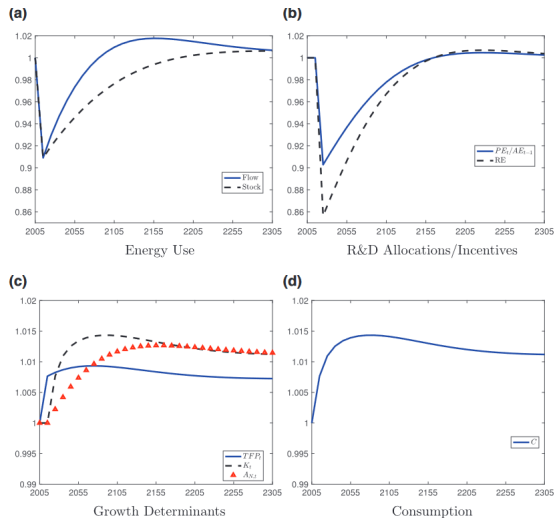 (a)
1.02
1
0.98
0.96
0.94
0.92
0.9
0.88
0.86
2005 2055 2105 2155 2205 2255 2305
Flow
Stock
Energy Use
(b)
1.02
1
0.98
0.96
0.94
0.92
0.9
0.88
0.86
2005 2055 2105 2155 2205 2255 2305
PE_t/AE_{t-1}
RE
R&D Allocations/Incentives
(c)
1.02
1.015
1.01
1.005
1
0.995
0.99
2005 2055 2105 2155 2205 2255 2305
TFP_t
K_t
A_{N,t}
Growth Determinants
(d)
1.02
1.015
1.01
1.005
1
0.995
0.99
2005 2055 2105 2155 2205 2255 2305
C
Consumption